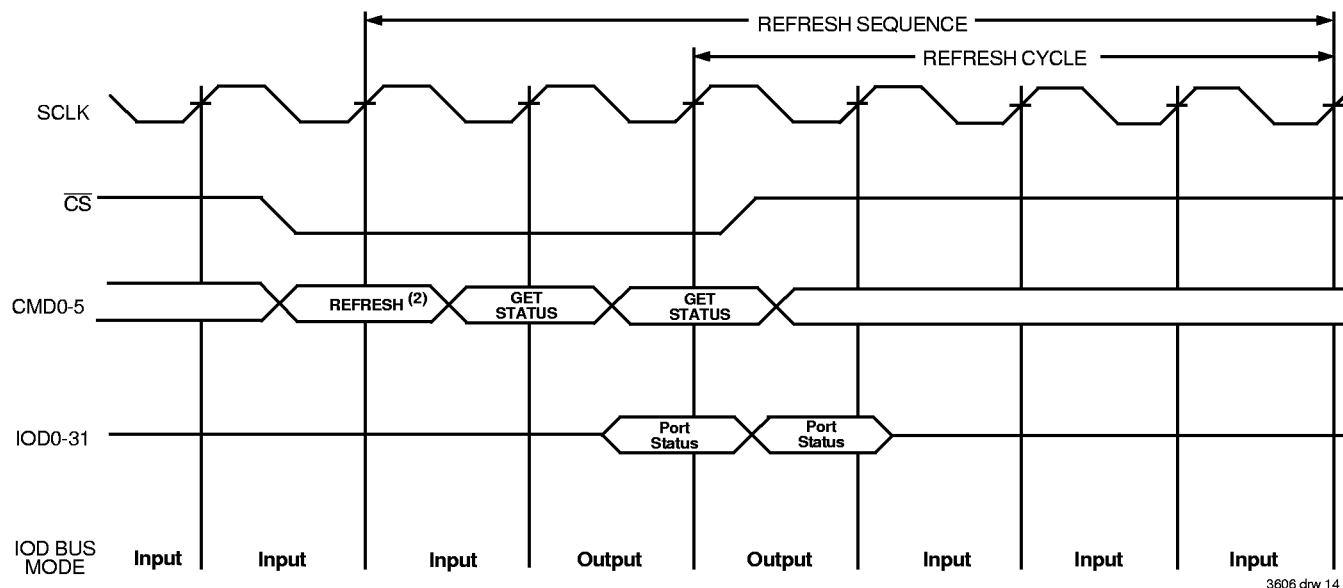 REFRESH SEQUENCE
REFRESH CYCLE
SCLK
CS
CMD0-5
REFRESH (2)
GET
STATUS
GET
STATUS
IOD0-31
Port
Status
Port
Status
IOD BUS
MODE
Input
Input
Input
Output
Output
Input
Input
Input
3606 drw 14